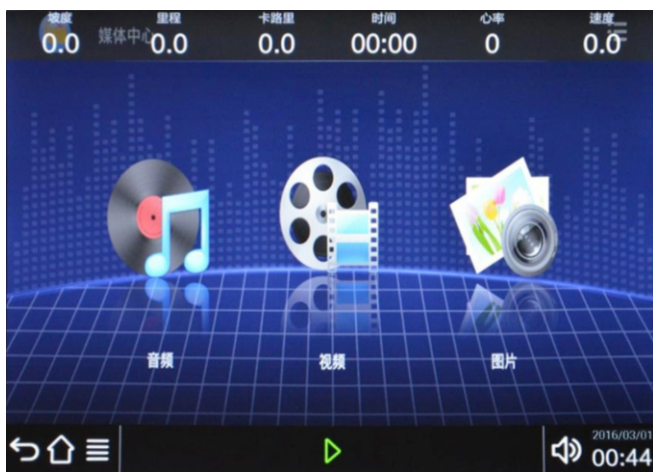 坡度 里程 卡路里 时间 心率 速度
媒体中心
0.0 0.0 0.0 00:00 0 0.0
音频 视频 图片
2016/03/01
00:44